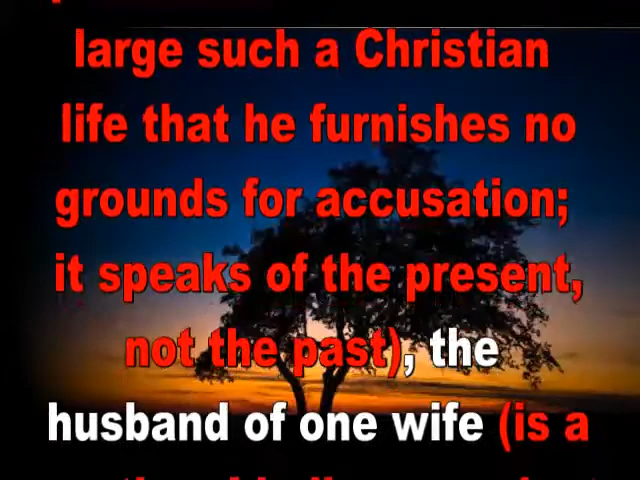 large such a Christian
life that he furnishes no
grounds for accusation;
it speaks of the present,
not the past), the
husband of one wife (is a